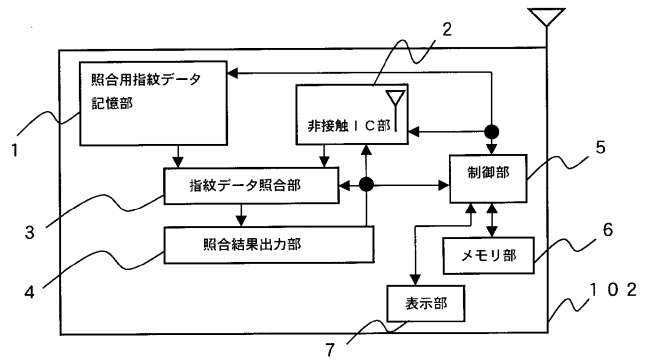 2
照合用指紋データ
記憶部
非接触IC部
1
制御部
5
指紋データ照合部
3
照合結果出力部
6
メモリ部
4
102
表示部
7